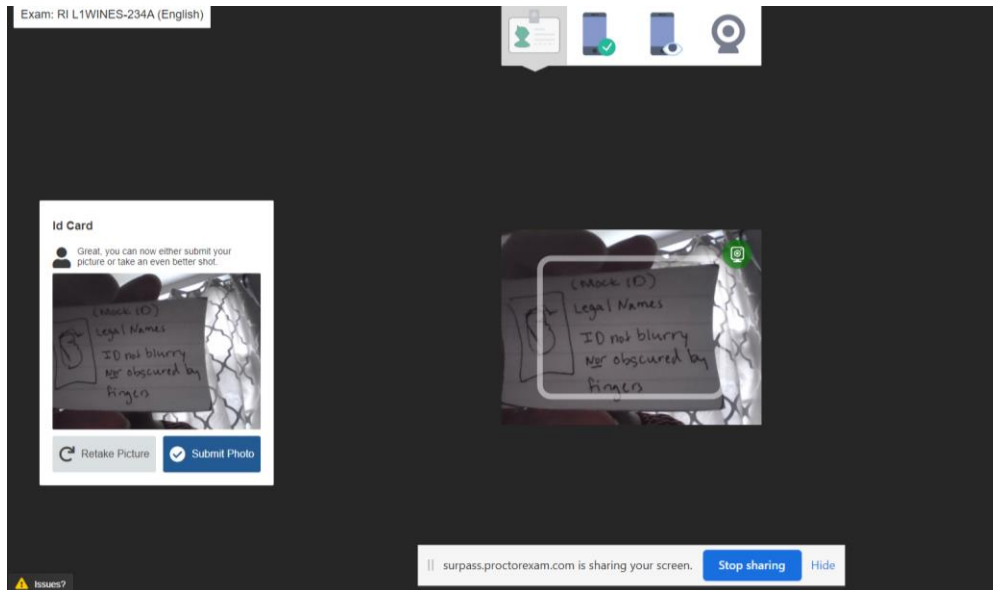 Exam: RI L1WINES-234A (English)
Id Card
Great, you can now either submit your
picture or take an even better shot.
(Mock ID)
Legal Names
ID not blurry
Nor obscured by
fingers
Retake Picture
Submit Photo
(Mock ID)
Legal Names
ID not blurry
Nor obscured by
fingers
surpass.proctorexam.com is sharing your screen.
Stop sharing
Hide
Issues?